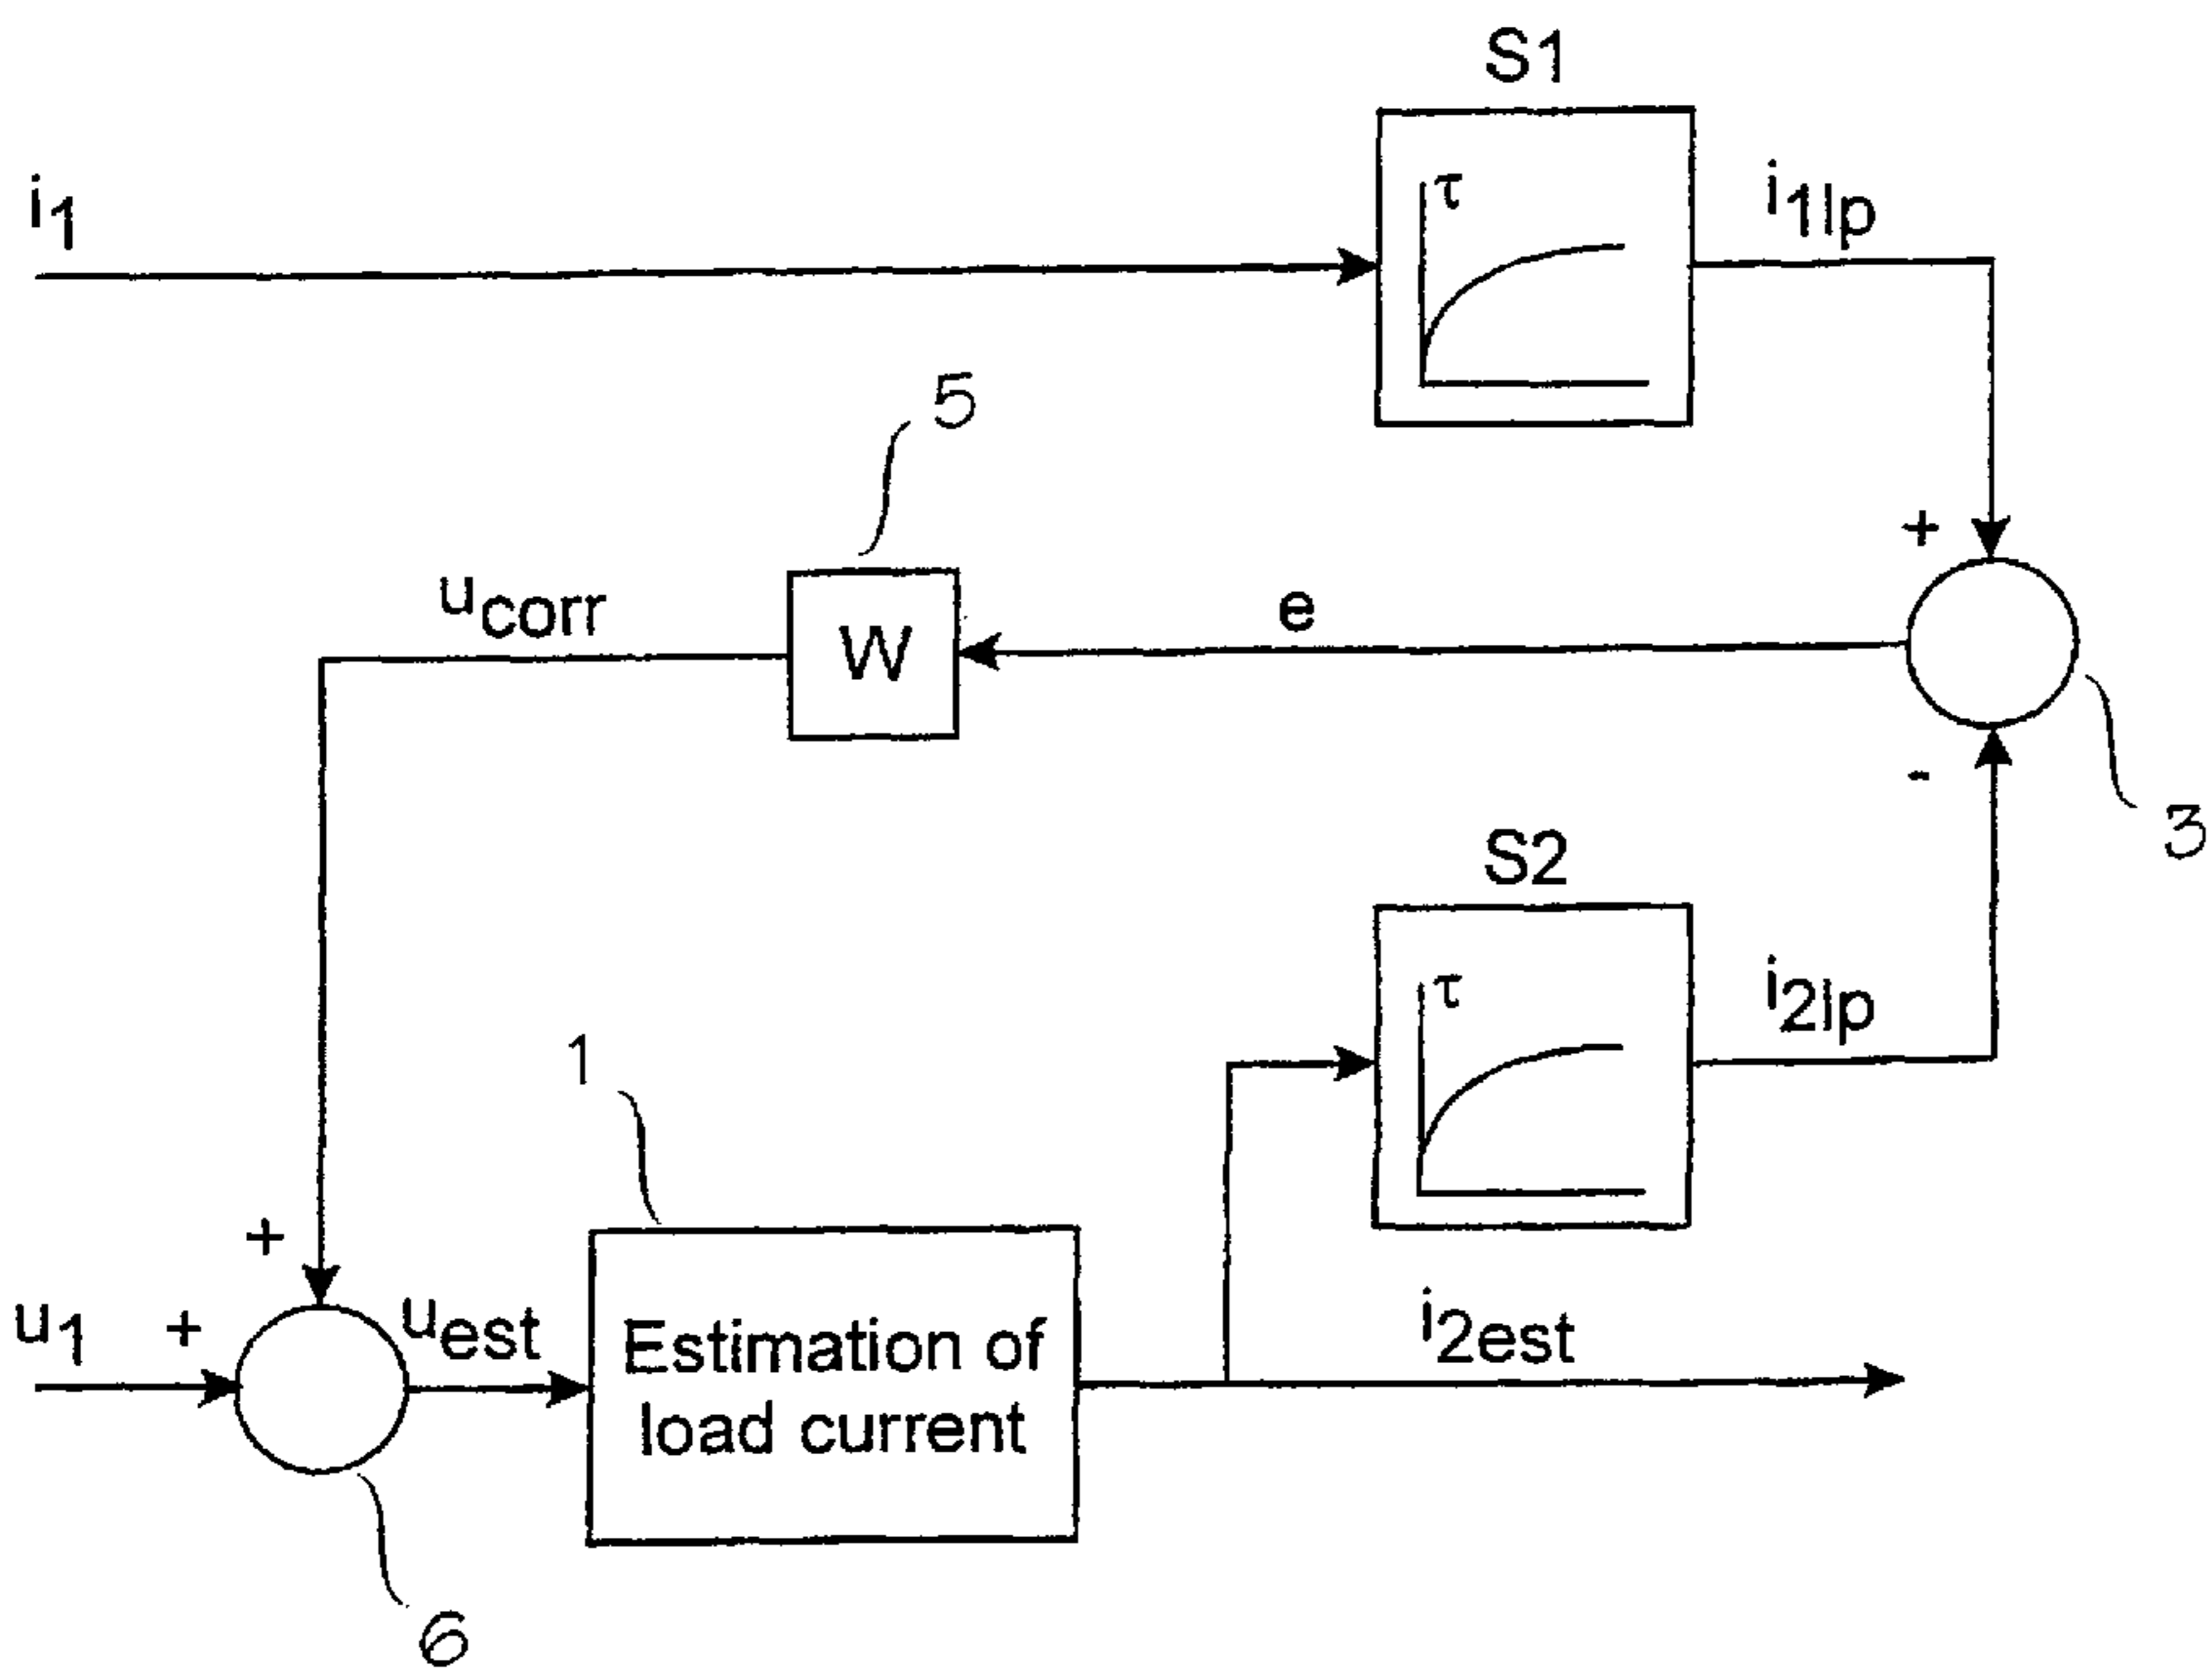 S1
i1
τ
i1lp
5
+
ucorr
W
e
-
3
S2
τ
i2lp
1
+
u1
+
uest
Estimation of
load current
i2est
6